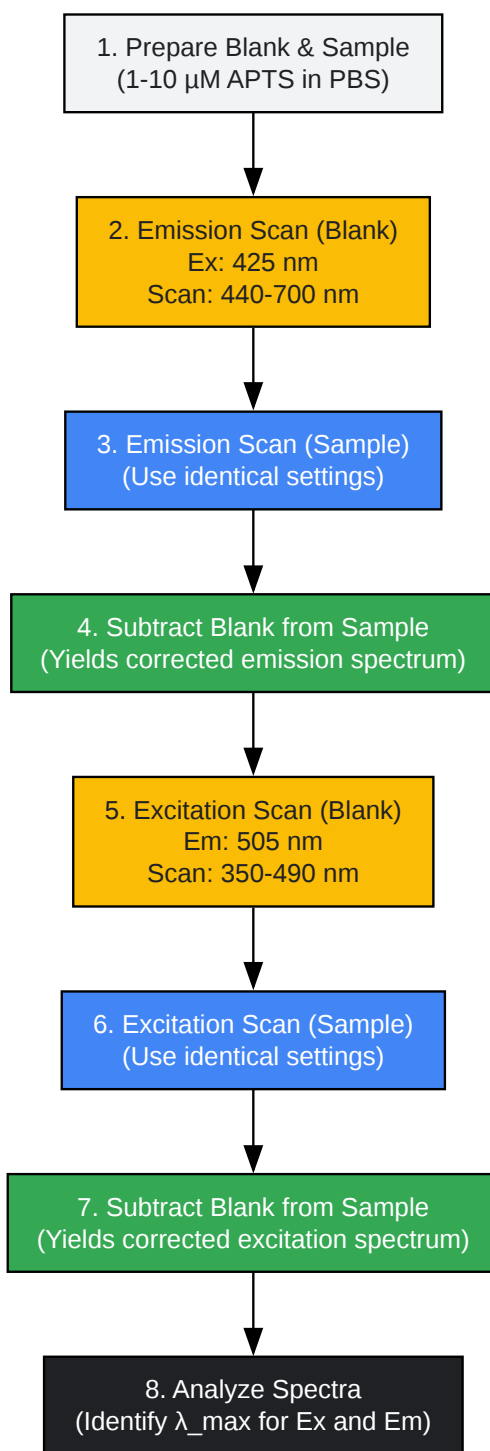 1. Prepare Blank & Sample
(1-10 µM APTS in PBS)
2. Emission Scan (Blank)
Ex: 425 nm
Scan: 440-700 nm
3. Emission Scan (Sample)
(Use identical settings)
4. Subtract Blank from Sample
(Yields corrected emission spectrum)
5. Excitation Scan (Blank)
Em: 505 nm
Scan: 350-490 nm
6. Excitation Scan (Sample)
(Use identical settings)
7. Subtract Blank from Sample
(Yields corrected excitation spectrum)
8. Analyze Spectra
(Identify λ_max for Ex and Em)